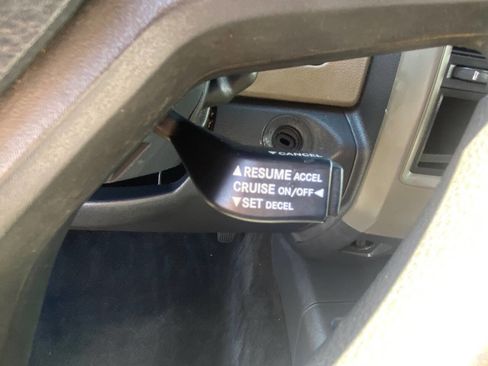 ▼CANCEL
▲RESUME ACCEL
CRUISE ON/OFF◀
▼SET DECEL